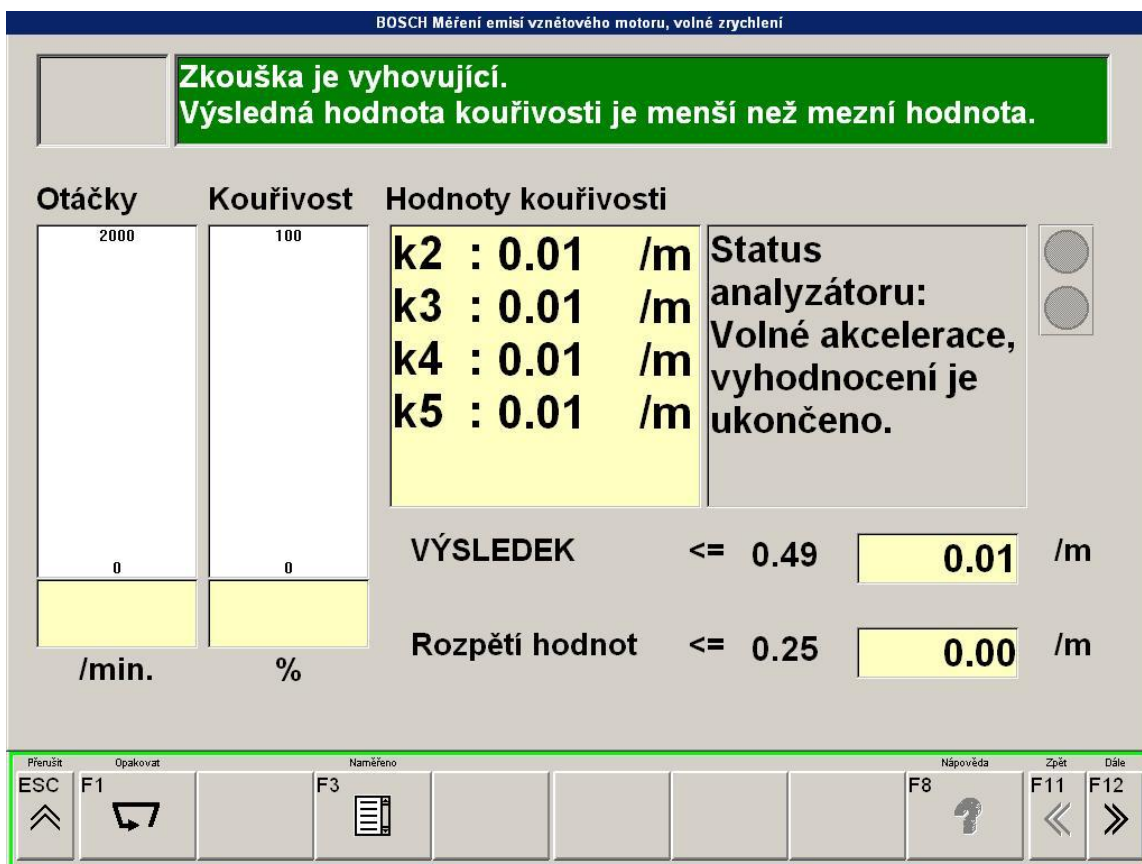 BOSCH Měření emisí vznětového motoru, volné zrychlení
Zkouška je vyhovující.
Výsledná hodnota kouřivosti je menší než mezní hodnota.
Otáčky
Kouřivost
Hodnoty kouřivosti
2000
100
0
0
/min.
%
k2 : 0.01 /m
k3 : 0.01 /m
k4 : 0.01 /m
k5 : 0.01 /m
Status
analyzátoru:
Volné akcelerace,
vyhodnocení je
ukončeno.
VÝSLEDEK <= 0.49 0.01 /m
Rozpětí hodnot <= 0.25 0.00 /m
Přerušit Opakovat Naměřeno Nápověda Zpět Dále
ESC F1 F3 F8 F11 F12